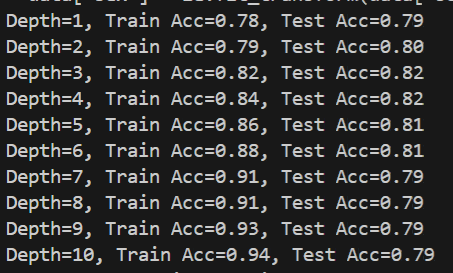 Depth=1, Train Acc=0.78, Test Acc=0.79
Depth=2, Train Acc=0.79, Test Acc=0.80
Depth=3, Train Acc=0.82, Test Acc=0.82
Depth=4, Train Acc=0.84, Test Acc=0.82
Depth=5, Train Acc=0.86, Test Acc=0.81
Depth=6, Train Acc=0.88, Test Acc=0.81
Depth=7, Train Acc=0.91, Test Acc=0.79
Depth=8, Train Acc=0.91, Test Acc=0.79
Depth=9, Train Acc=0.93, Test Acc=0.79
Depth=10, Train Acc=0.94, Test Acc=0.79